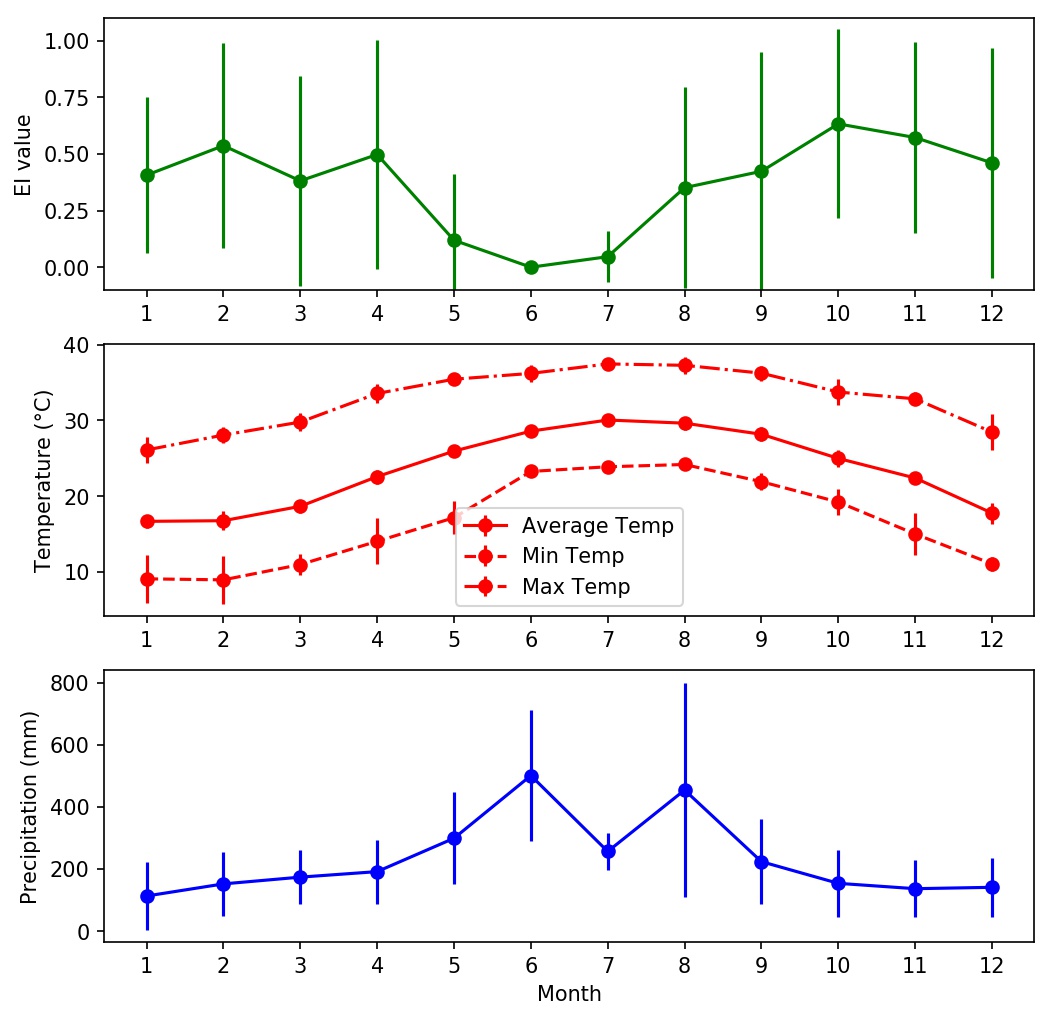 1.00
0.75
0.50
0.25
0.00
EI value
1 2 3 4 5 6 7 8 9 10 11 12
40
30
20
10
Temperature (°C)
Average Temp
Min Temp
Max Temp
1 2 3 4 5 6 7 8 9 10 11 12
800
600
400
200
0
Precipitation (mm)
1 2 3 4 5 6 7 8 9 10 11 12
Month